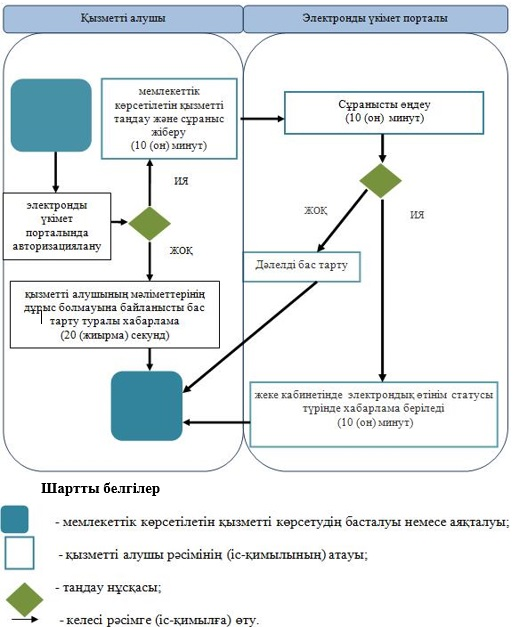 Қызметті алушы
Электронды үкімет порталы
мемлекеттік
көрсетілетін қызметті
таңдау және сұраныс
жіберу
(10 (он) минут)
Сұранысты өңдеу
(10 (он) минут)
ИЯ
электронды
үкімет
порталында
авторизациялану
ЖОҚ
ЖОҚ
ИЯ
Дәлелді бас тарту
қызметті алушының мәліметтерінің
дұрыс болмауына байланысты бас
тарту туралы хабарлама
(20 (жиырма) секунд)
жеке кабинетінде электрондық өтінім статусы
түрінде хабарлама беріледі
(10 (он) минут)
Шартты белгілер
- мемлекеттік көрсетілетін қызметті көрсетудің басталуы немесе аяқталуы;
- қызметті алушы рәсімінің (іс-қимылының) атауы;
- таңдау нұсқасы;
- келесі рәсімге (іс-қимылға) өту.